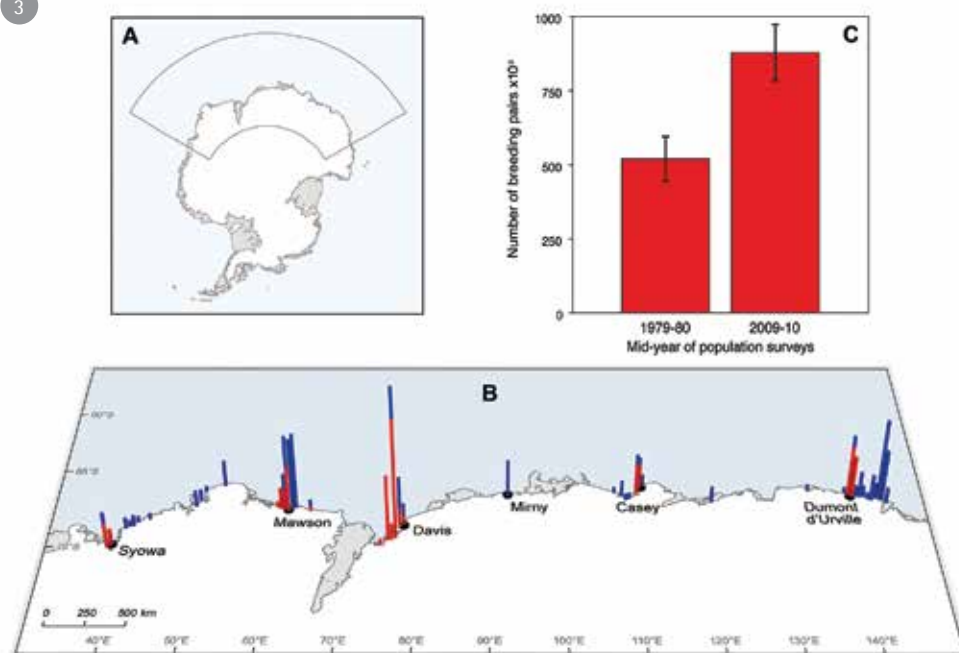 3
A
C
1000
750
500
250
0
Number of breeding pairs x10³
1979-80
2009-10
Mid-year of population surveys
B
Syowa
Mawson
Davis
Mirny
Casey
Dumont
d'Urville
0 250 500 km
40°E 50°E 60°E 70°E 80°E 90°E 100°E 110°E 120°E 130°E 140°E